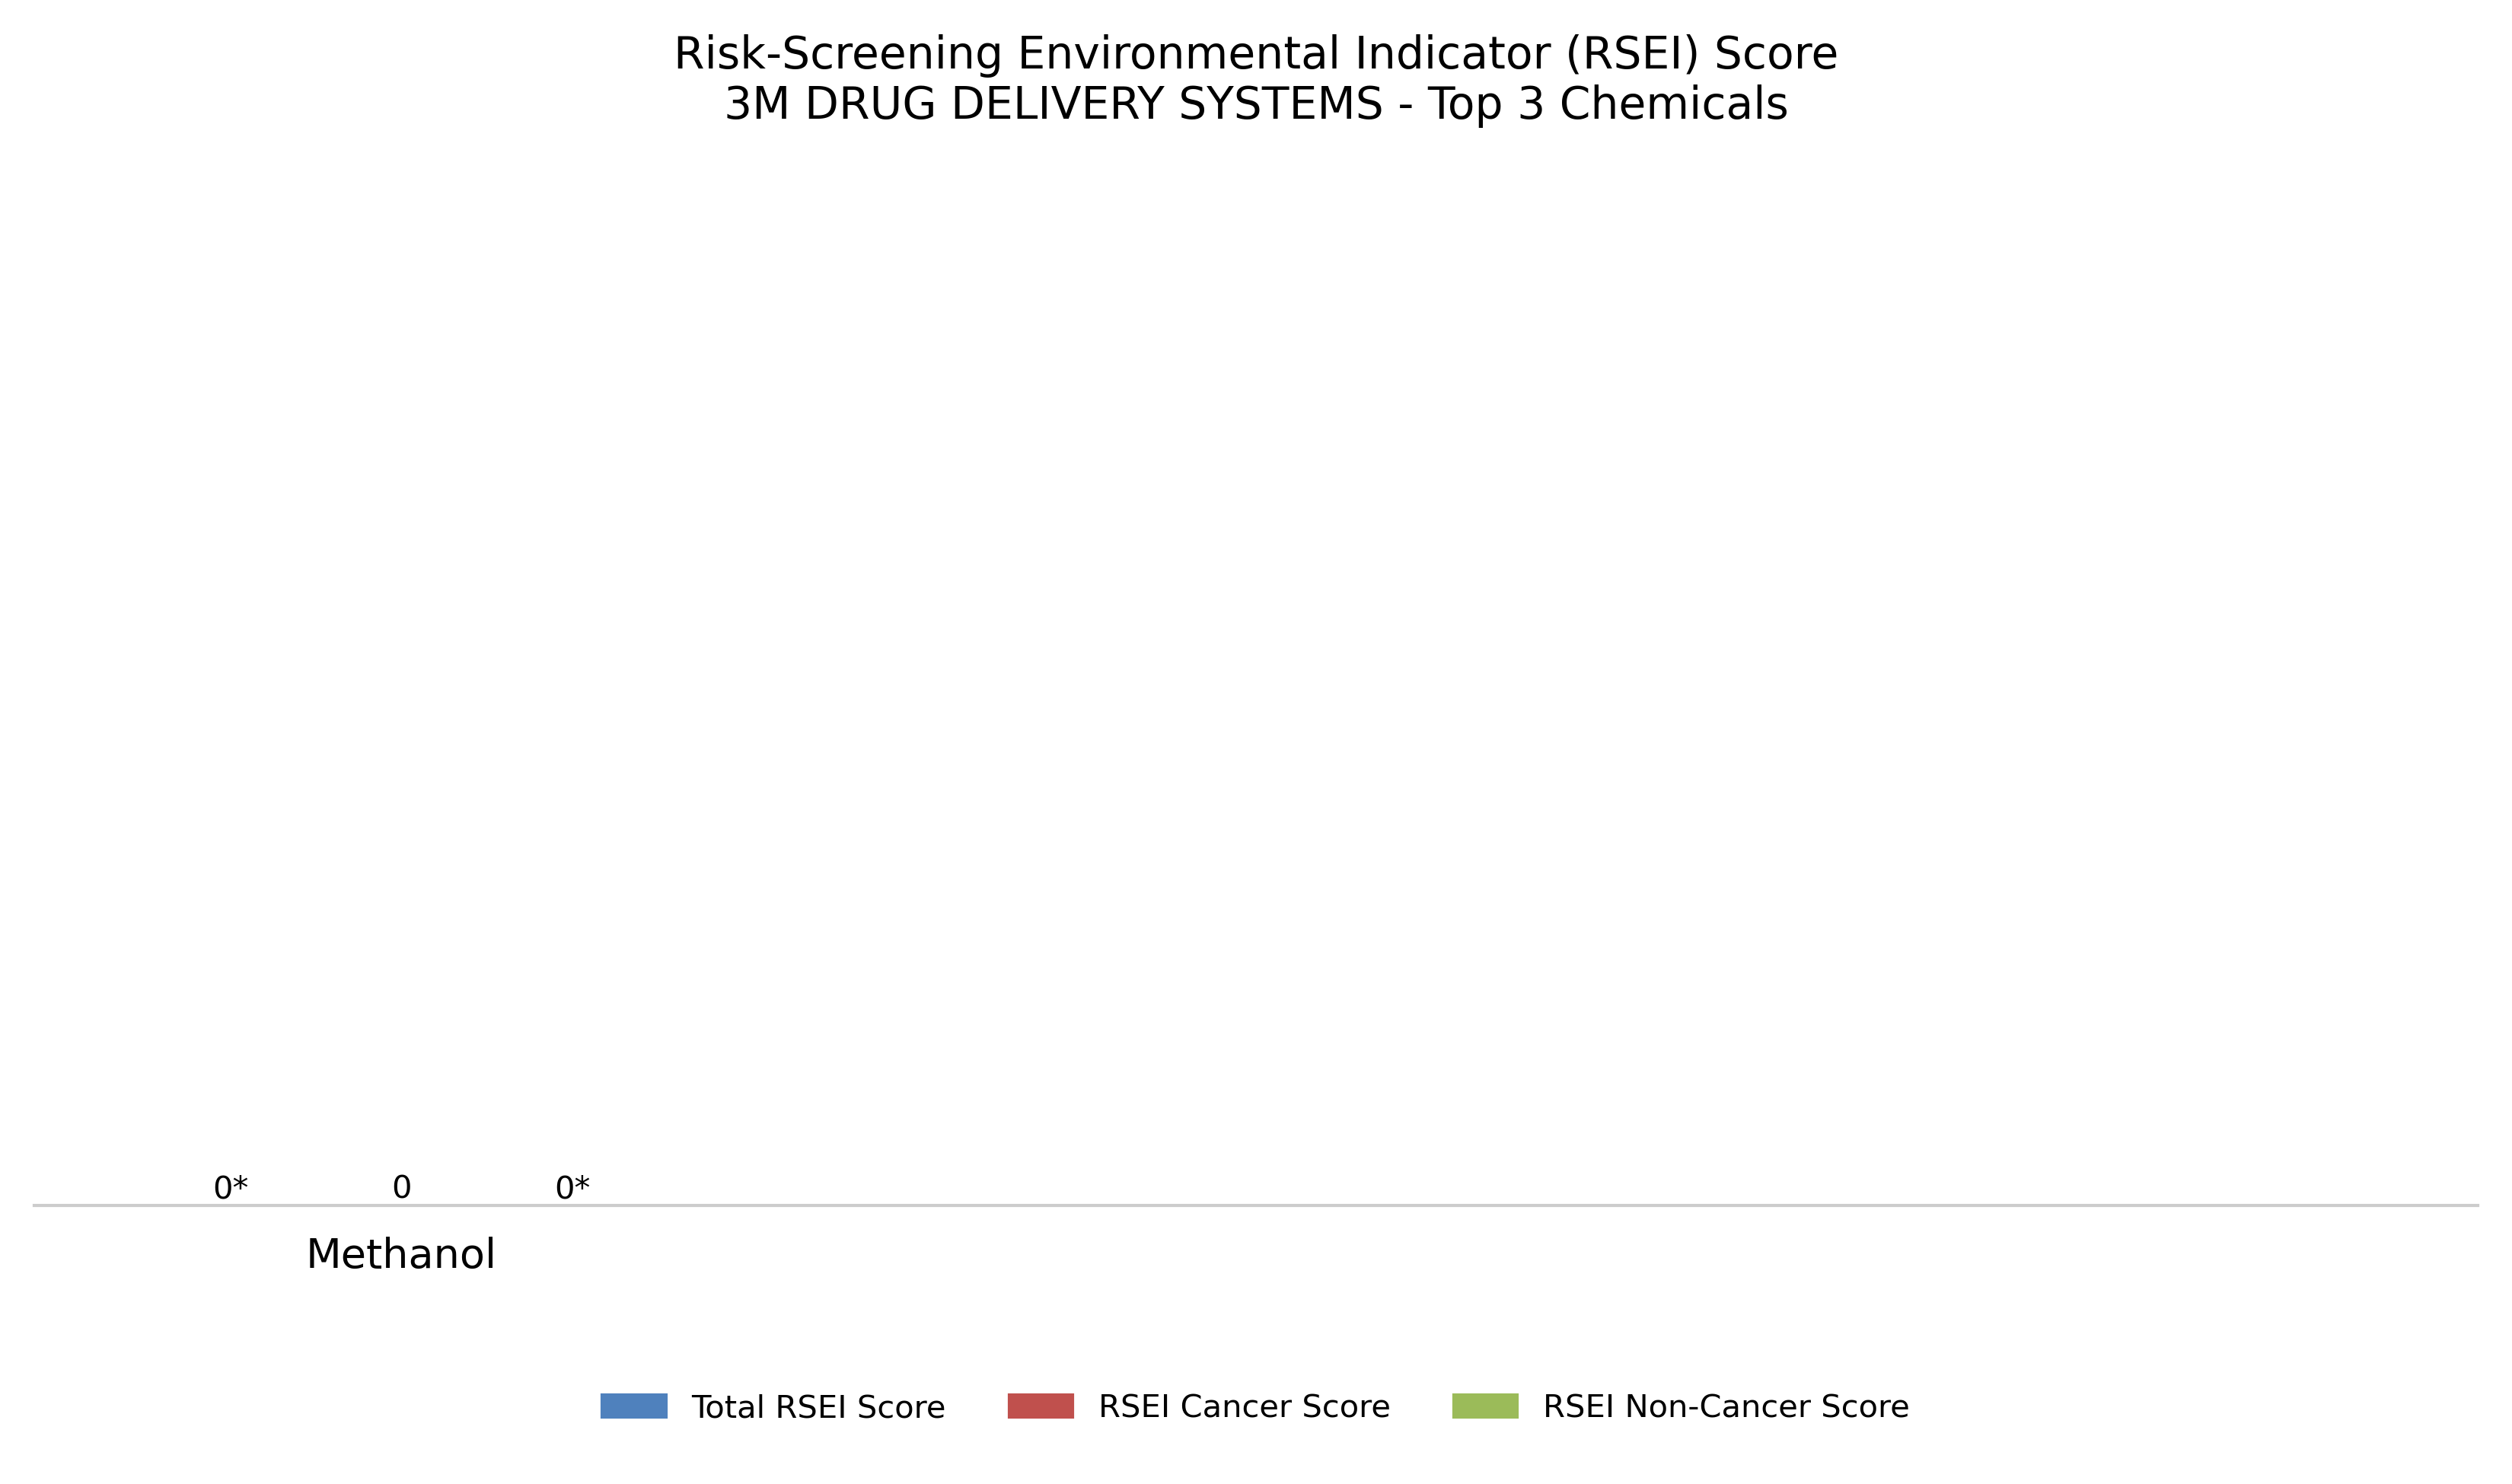 Risk-Screening Environmental Indicator (RSEI) Score
3M DRUG DELIVERY SYSTEMS - Top 3 Chemicals
0* 0 0*
Methanol
Total RSEI Score RSEI Cancer Score RSEI Non-Cancer Score